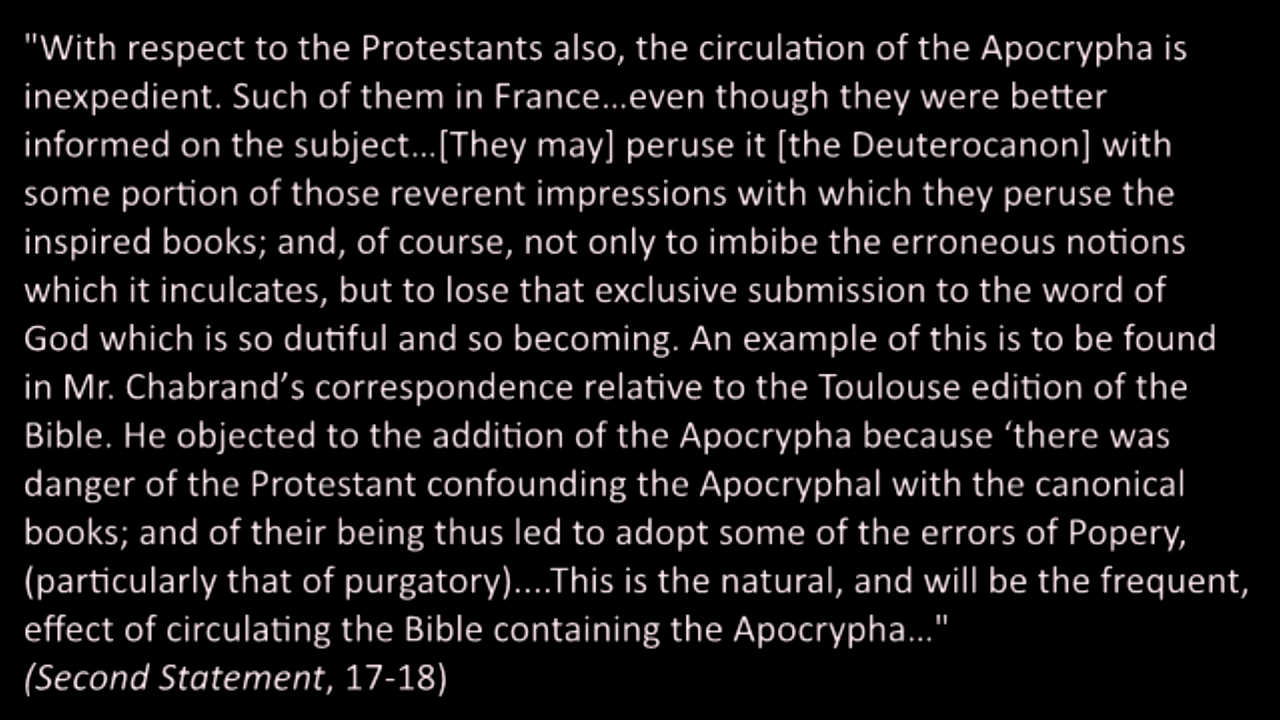 "With respect to the Protestants also, the circulation of the Apocrypha is
inexpedient. Such of them in France...even though they were better
informed on the subject...[They may] peruse it [the Deuterocanon] with
some portion of those reverent impressions with which they peruse the
inspired books; and, of course, not only to imbibe the erroneous notions
which it inculcates, but to lose that exclusive submission to the word of
God which is so dutiful and so becoming. An example of this is to be found
in Mr. Chabrand’s correspondence relative to the Toulouse edition of the
Bible. He objected to the addition of the Apocrypha because ‘there was
danger of the Protestant confounding the Apocryphal with the canonical
books; and of their being thus led to adopt some of the errors of Popery,
(particularly that of purgatory)....This is the natural, and will be the frequent,
effect of circulating the Bible containing the Apocrypha..."
(Second Statement, 17-18)